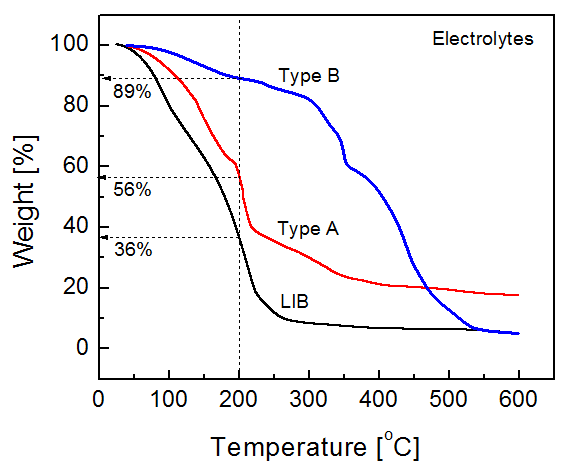 Electrolytes
100
80
60
40
20
0
Weight [%]
Type B
89%
56%
Type A
36%
LIB
0 100 200 300 400 500 600
Temperature [°C]